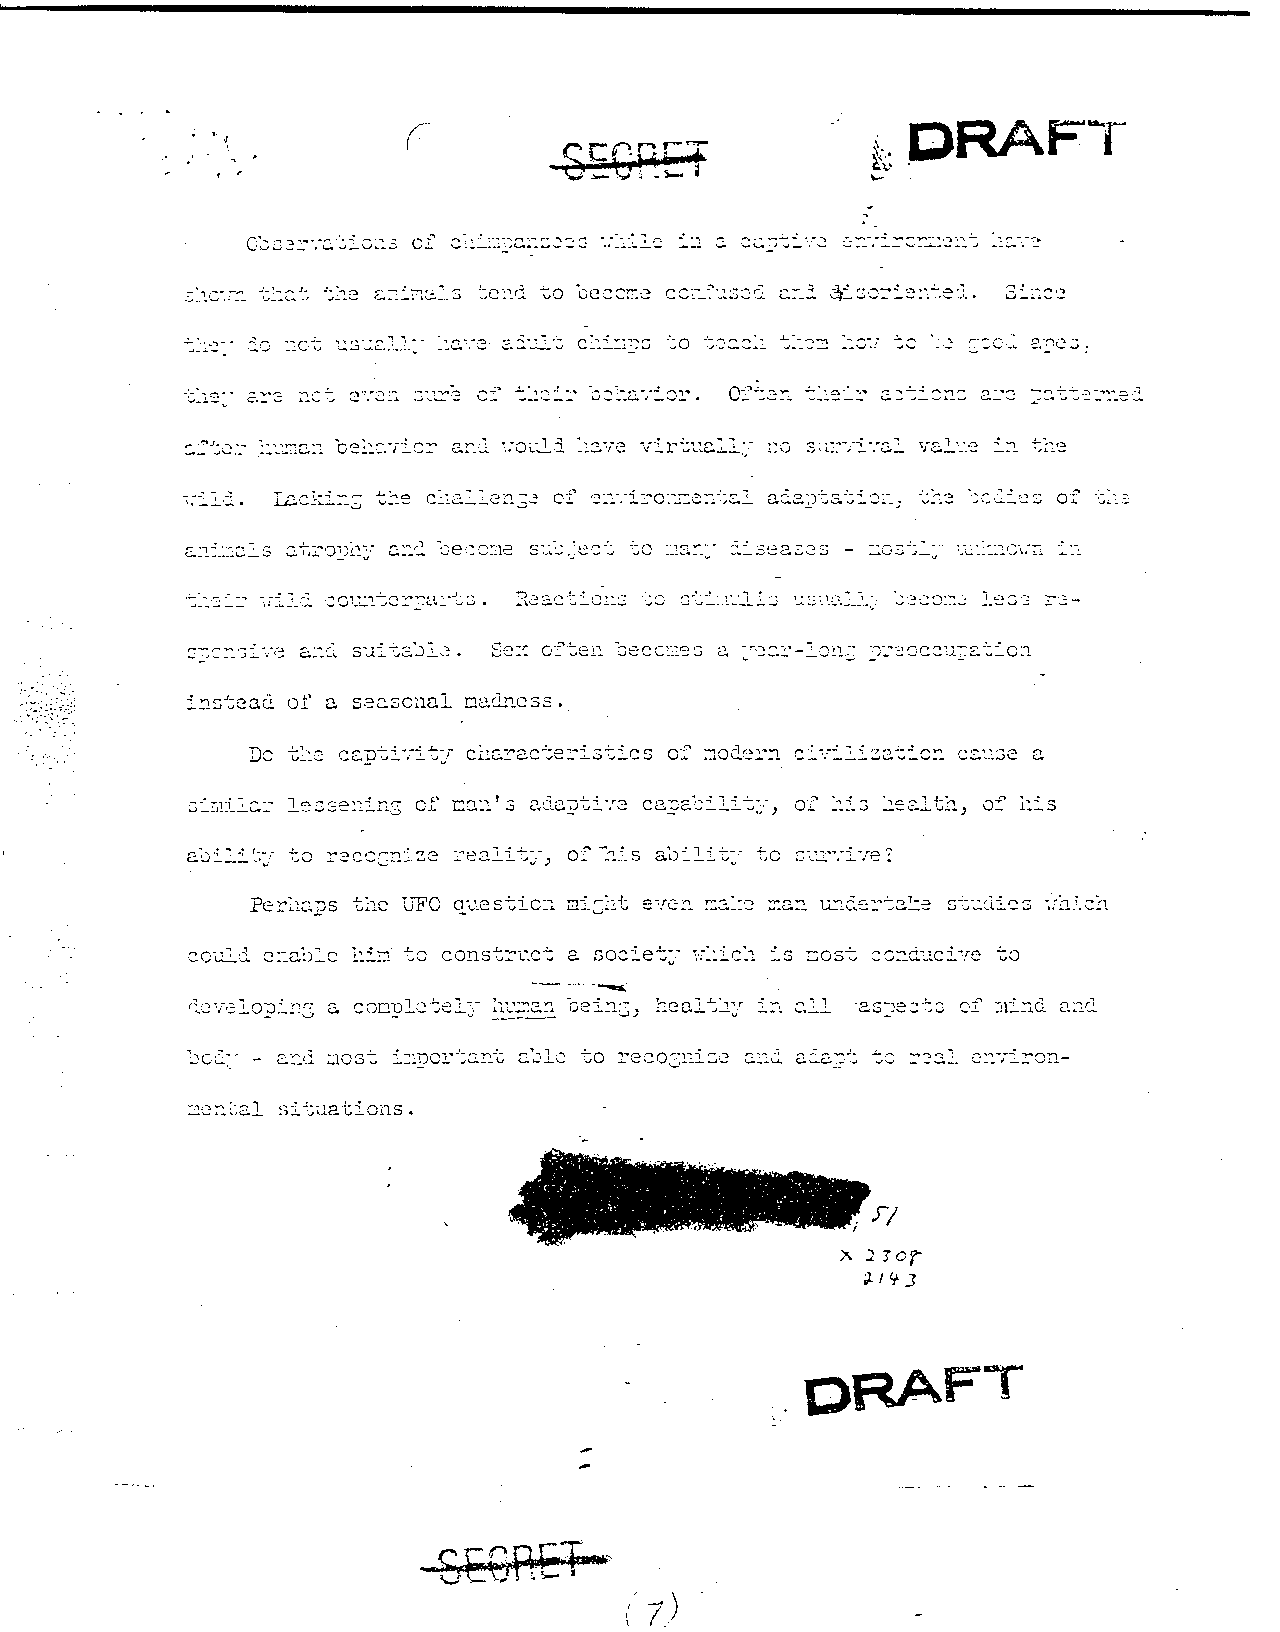 SECRET
DRAFT
Observations of chimpanzees while in a captive environment have
shown that the animals tend to become confused and disoriented. Since
they do not usually have adult chimps to teach them how to be good apes,
they are not even sure of their behavior. Often their actions are patterned
after human behavior and would have virtually no survival value in the
wild. Lacking the challenge of environmental adaptation, the bodies of the
animals atrophy and become subject to many diseases - mostly unknown in
their wild counterparts. Reactions to stimulis usually become less re-
sponsive and suitable. Sex often becomes a year-long preoccupation
instead of a seasonal madness.
Do the captivity characteristics of modern civilization cause a
similar lessening of man's adaptive capability, of his health, of his
ability to recognize reality, of his ability to survive?
Perhaps the UFO question might even make man undertake studies which
could enable him to construct a society which is most conducive to
developing a completely human being, healthy in all aspects of mind and
body - and most important able to recognize and adapt to real environ-
mental situations.
51
x 2308
2143
DRAFT
SECRET
(7)